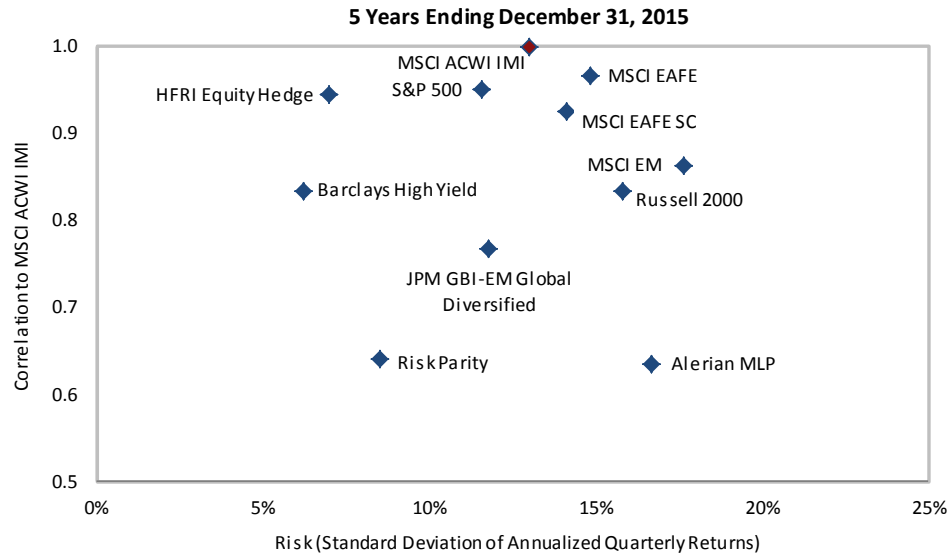 5 Years Ending December 31, 2015
1.0
MSCI ACWI IMI
MSCI EAFE
S&P 500
HFRI Equity Hedge
0.9
MSCI EAFE SC
MSCI EM
Barclays High Yield
Russell 2000
0.8
JPM GBI-EM Global
Diversified
0.7
Risk Parity
Alerian MLP
0.6
0.5
0%
5%
10%
15%
20%
25%
Correlation to MSCI ACWI IMI
Risk (Standard Deviation of Annualized Quarterly Returns)